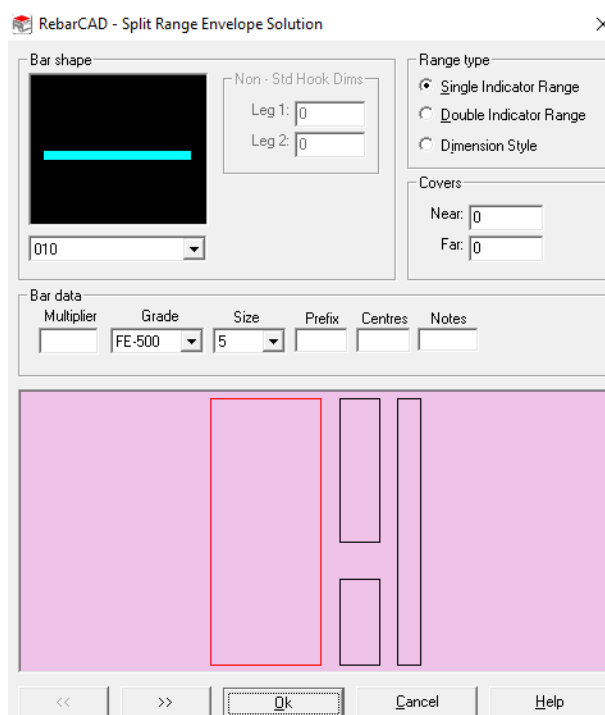 RebarCAD - Split Range Envelope Solution
Bar shape
Non - Std Hook Dims
Leg 1: 0
Leg 2: 0
010
Range type
Single Indicator Range
Double Indicator Range
Dimension Style
Covers
Near: 0
Far: 0
Bar data
Multiplier Grade Size Prefix Centres Notes
FE-500 5
<< >> Ok Cancel Help